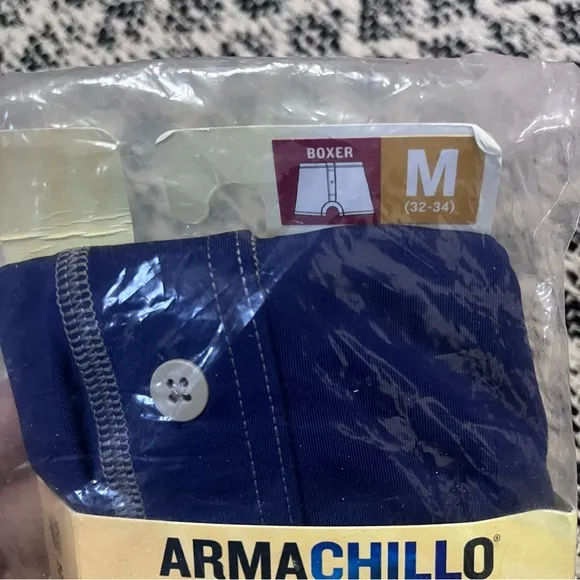 BOXER
M
(32-34)
ARMACHILLO®